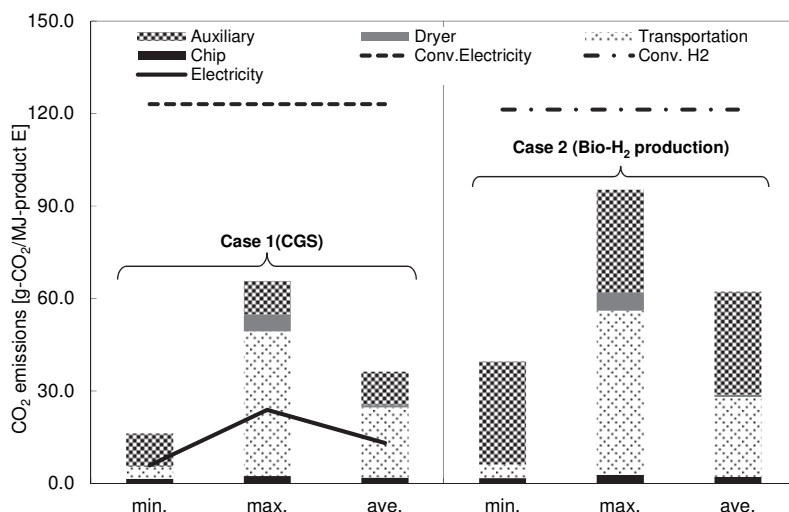 150.0
Auxiliary
Dryer
Transportation
Chip
Conv.Electricity
Conv. H2
Electricity
120.0
Case 2 (Bio-H₂ production)
90.0
Case 1(CGS)
60.0
30.0
0.0
CO₂ emissions [g-CO₂/MJ-product E]
min. max. ave. min. max. ave.